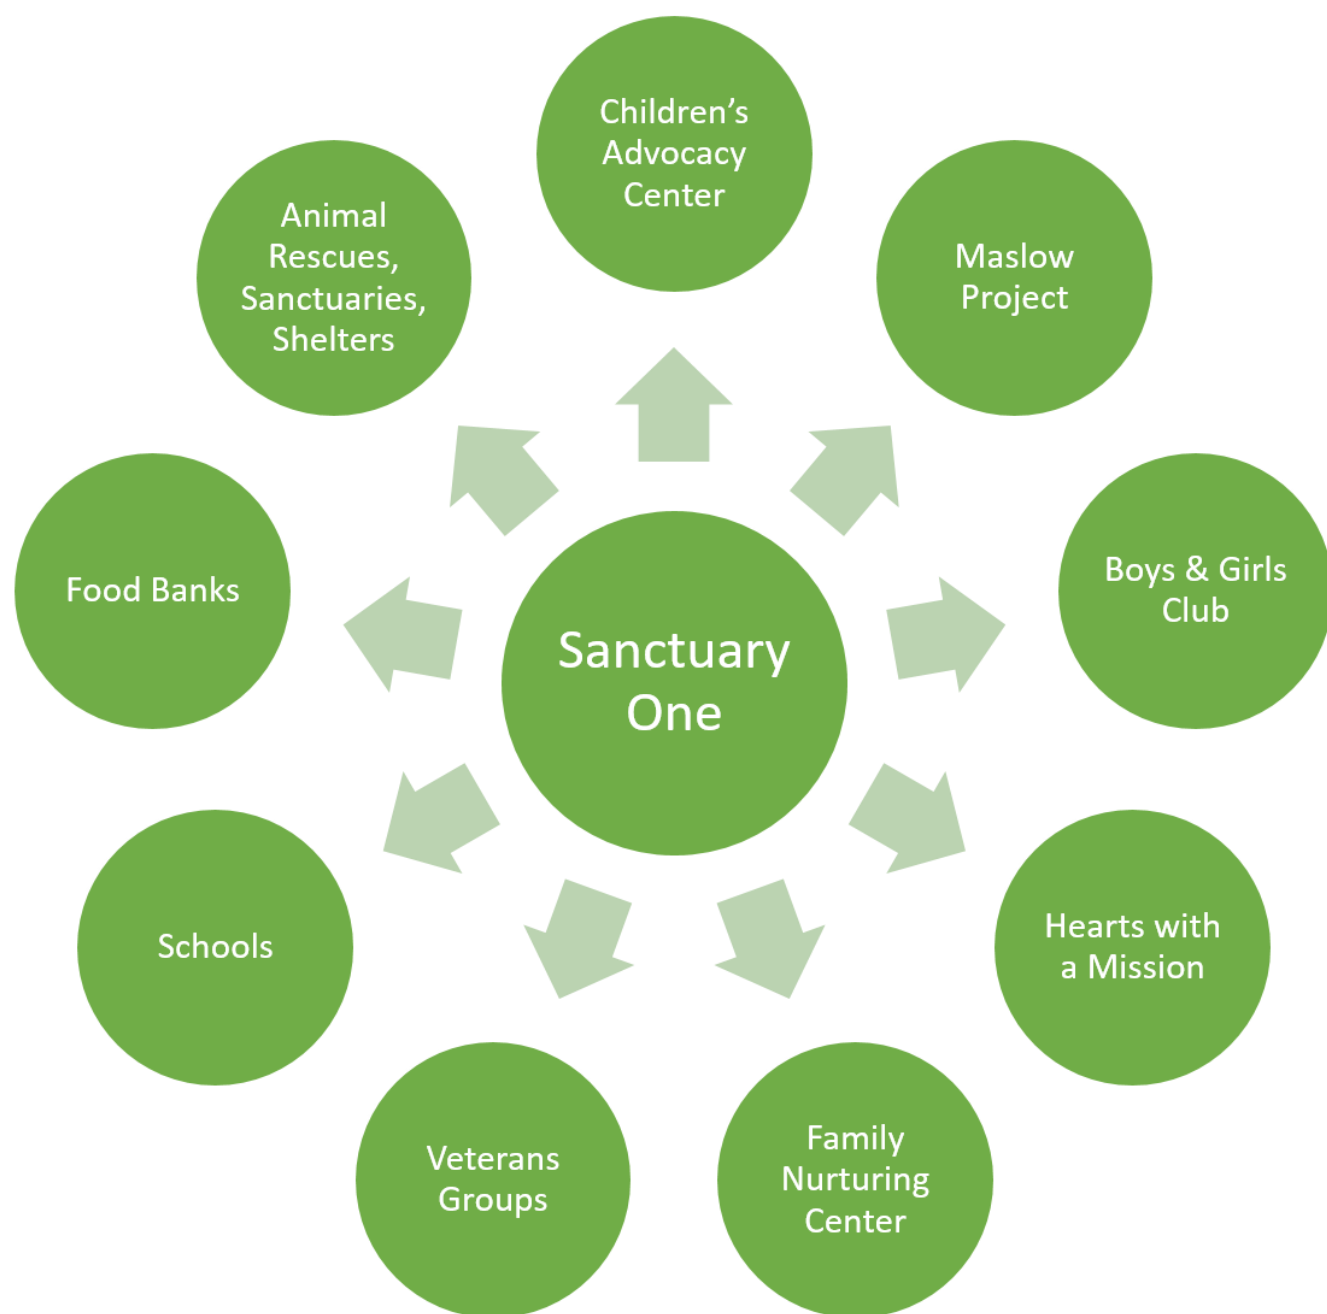 Children’s
Advocacy
Center
Maslow
Project
Boys & Girls
Club
Hearts with
a Mission
Family
Nurturing
Center
Veterans
Groups
Schools
Food Banks
Animal
Rescues,
Sanctuaries,
Shelters
Sanctuary
One